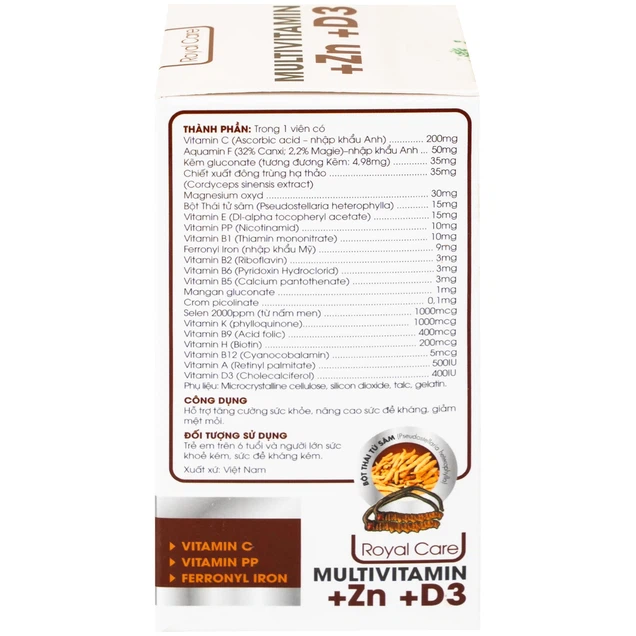 Royal Care
MULTIVITAMIN
+Zn +D3
THÀNH PHẦN: Trong 1 viên có
Vitamin C (Ascorbic acid - nhập khẩu Anh) ........... 200mg
Aquamin F (32% Canxi; 2,2% Magie)-nhập khẩu Anh ... 50mg
Kẽm gluconate (tương đương Kẽm: 4,98mg) ........... 35mg
Chiết xuất đông trùng hạ thảo ........... 35mg
(Cordyceps sinensis extract)
Magnesium oxyd ........... 30mg
Bột Thái tử sâm (Pseudostellaria heterophylla) ........... 15mg
Vitamin E (Dl-alpha tocopheryl acetate) ........... 15mg
Vitamin PP (Nicotinamid) ........... 10mg
Vitamin B1 (Thiamin mononitrate) ........... 10mg
Ferronyl Iron (nhập khẩu Mỹ) ........... 9mg
Vitamin B2 (Riboflavin) ........... 3mg
Vitamin B6 (Pyridoxin Hydroclorid) ........... 3mg
Vitamin B5 (Calcium pantothenate) ........... 3mg
Mangan gluconate ........... 1mg
Crom picolinate ........... 0,1mg
Selen 2000ppm (từ nấm men) ........... 1000mcg
Vitamin K (phylloquinone) ........... 1000mcg
Vitamin B9 (Acid folic) ........... 400mcg
Vitamin H (Biotin) ........... 200mcg
Vitamin B12 (Cyanocobalamin) ........... 5mcg
Vitamin A (Retinyl palmitate) ........... 500IU
Vitamin D3 (Cholecalciferol) ........... 400IU
Phụ liệu: Microcrystalline cellulose, silicon dioxide, talc, gelatin.
CÔNG DỤNG
Hỗ trợ tăng cường sức khỏe, nâng cao sức đề kháng, giảm
mệt mỏi.
ĐỐI TƯỢNG SỬ DỤNG
Trẻ em trên 6 tuổi và người lớn sức
khoẻ kém, sức đề kháng kém.
Xuất xứ: Việt Nam
BỘT THÁI TỬ SÂM (Pseudostellaria heterophylla)
VITAMIN C
VITAMIN PP
FERRONYL IRON
Royal Care
MULTIVITAMIN
+Zn +D3